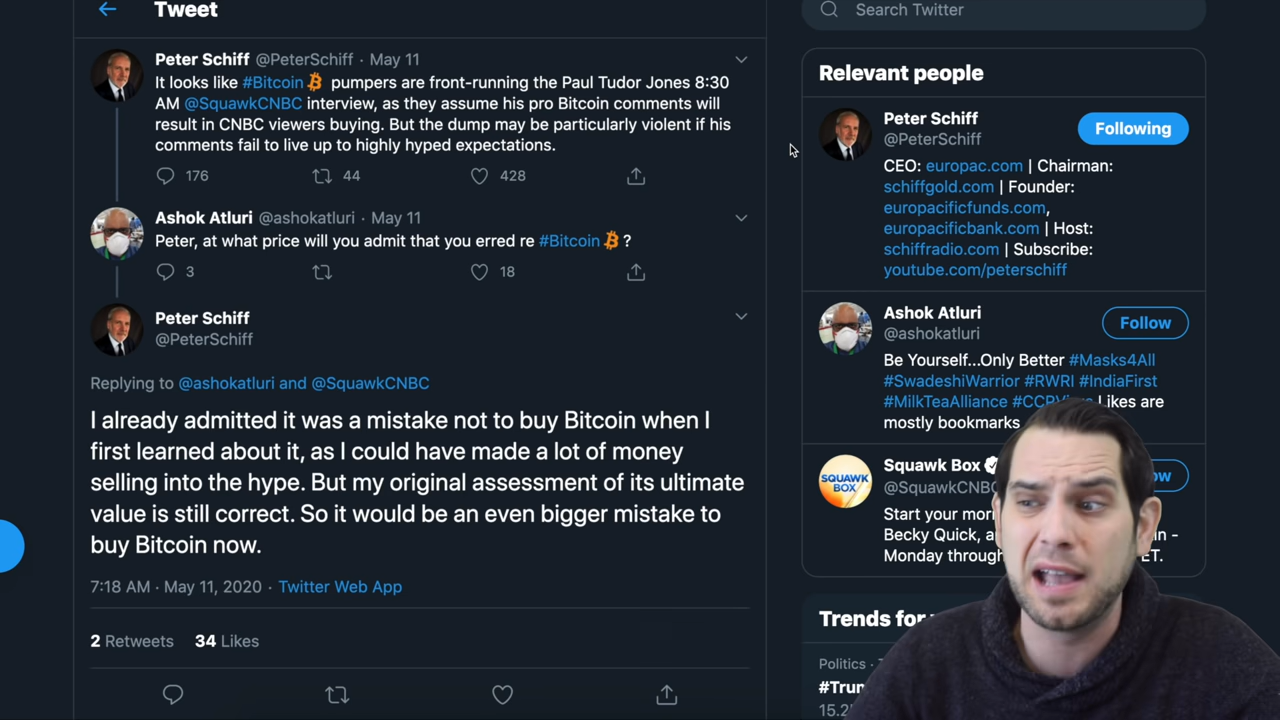 Tweet
Peter Schiff @PeterSchiff · May 11
It looks like #Bitcoin pumpers are front-running the Paul Tudor Jones 8:30
AM @SquawkCNBC interview, as they assume his pro Bitcoin comments will
result in CNBC viewers buying. But the dump may be particularly violent if his
comments fail to live up to highly hyped expectations.
176 44 428
Ashok Atluri @ashokatluri · May 11
Peter, at what price will you admit that you erred re #Bitcoin ?
3 18
Peter Schiff
@PeterSchiff
Replying to @ashokatluri and @SquawkCNBC
I already admitted it was a mistake not to buy Bitcoin when I
first learned about it, as I could have made a lot of money
selling into the hype. But my original assessment of its ultimate
value is still correct. So it would be an even bigger mistake to
buy Bitcoin now.
7:18 AM · May 11, 2020 · Twitter Web App
2 Retweets 34 Likes
Search Twitter
Relevant people
Peter Schiff
@PeterSchiff
Following
CEO: europac.com | Chairman:
schiffgold.com | Founder:
europacificfunds.com,
europacificbank.com | Host:
schiffradio.com | Subscribe:
youtube.com/peterschiff
Ashok Atluri
@ashokatluri
Follow
Be Yourself...Only Better #Masks4All
#SwadeshiWarrior #RWRI #IndiaFirst
#MilkTeaAlliance Likes are
mostly bookmarks
Squawk Box
SQUAWK
BOX
@SquawkCNBC
Start your
Becky Quick,
Monday through ET.
Trends for
Politics ·